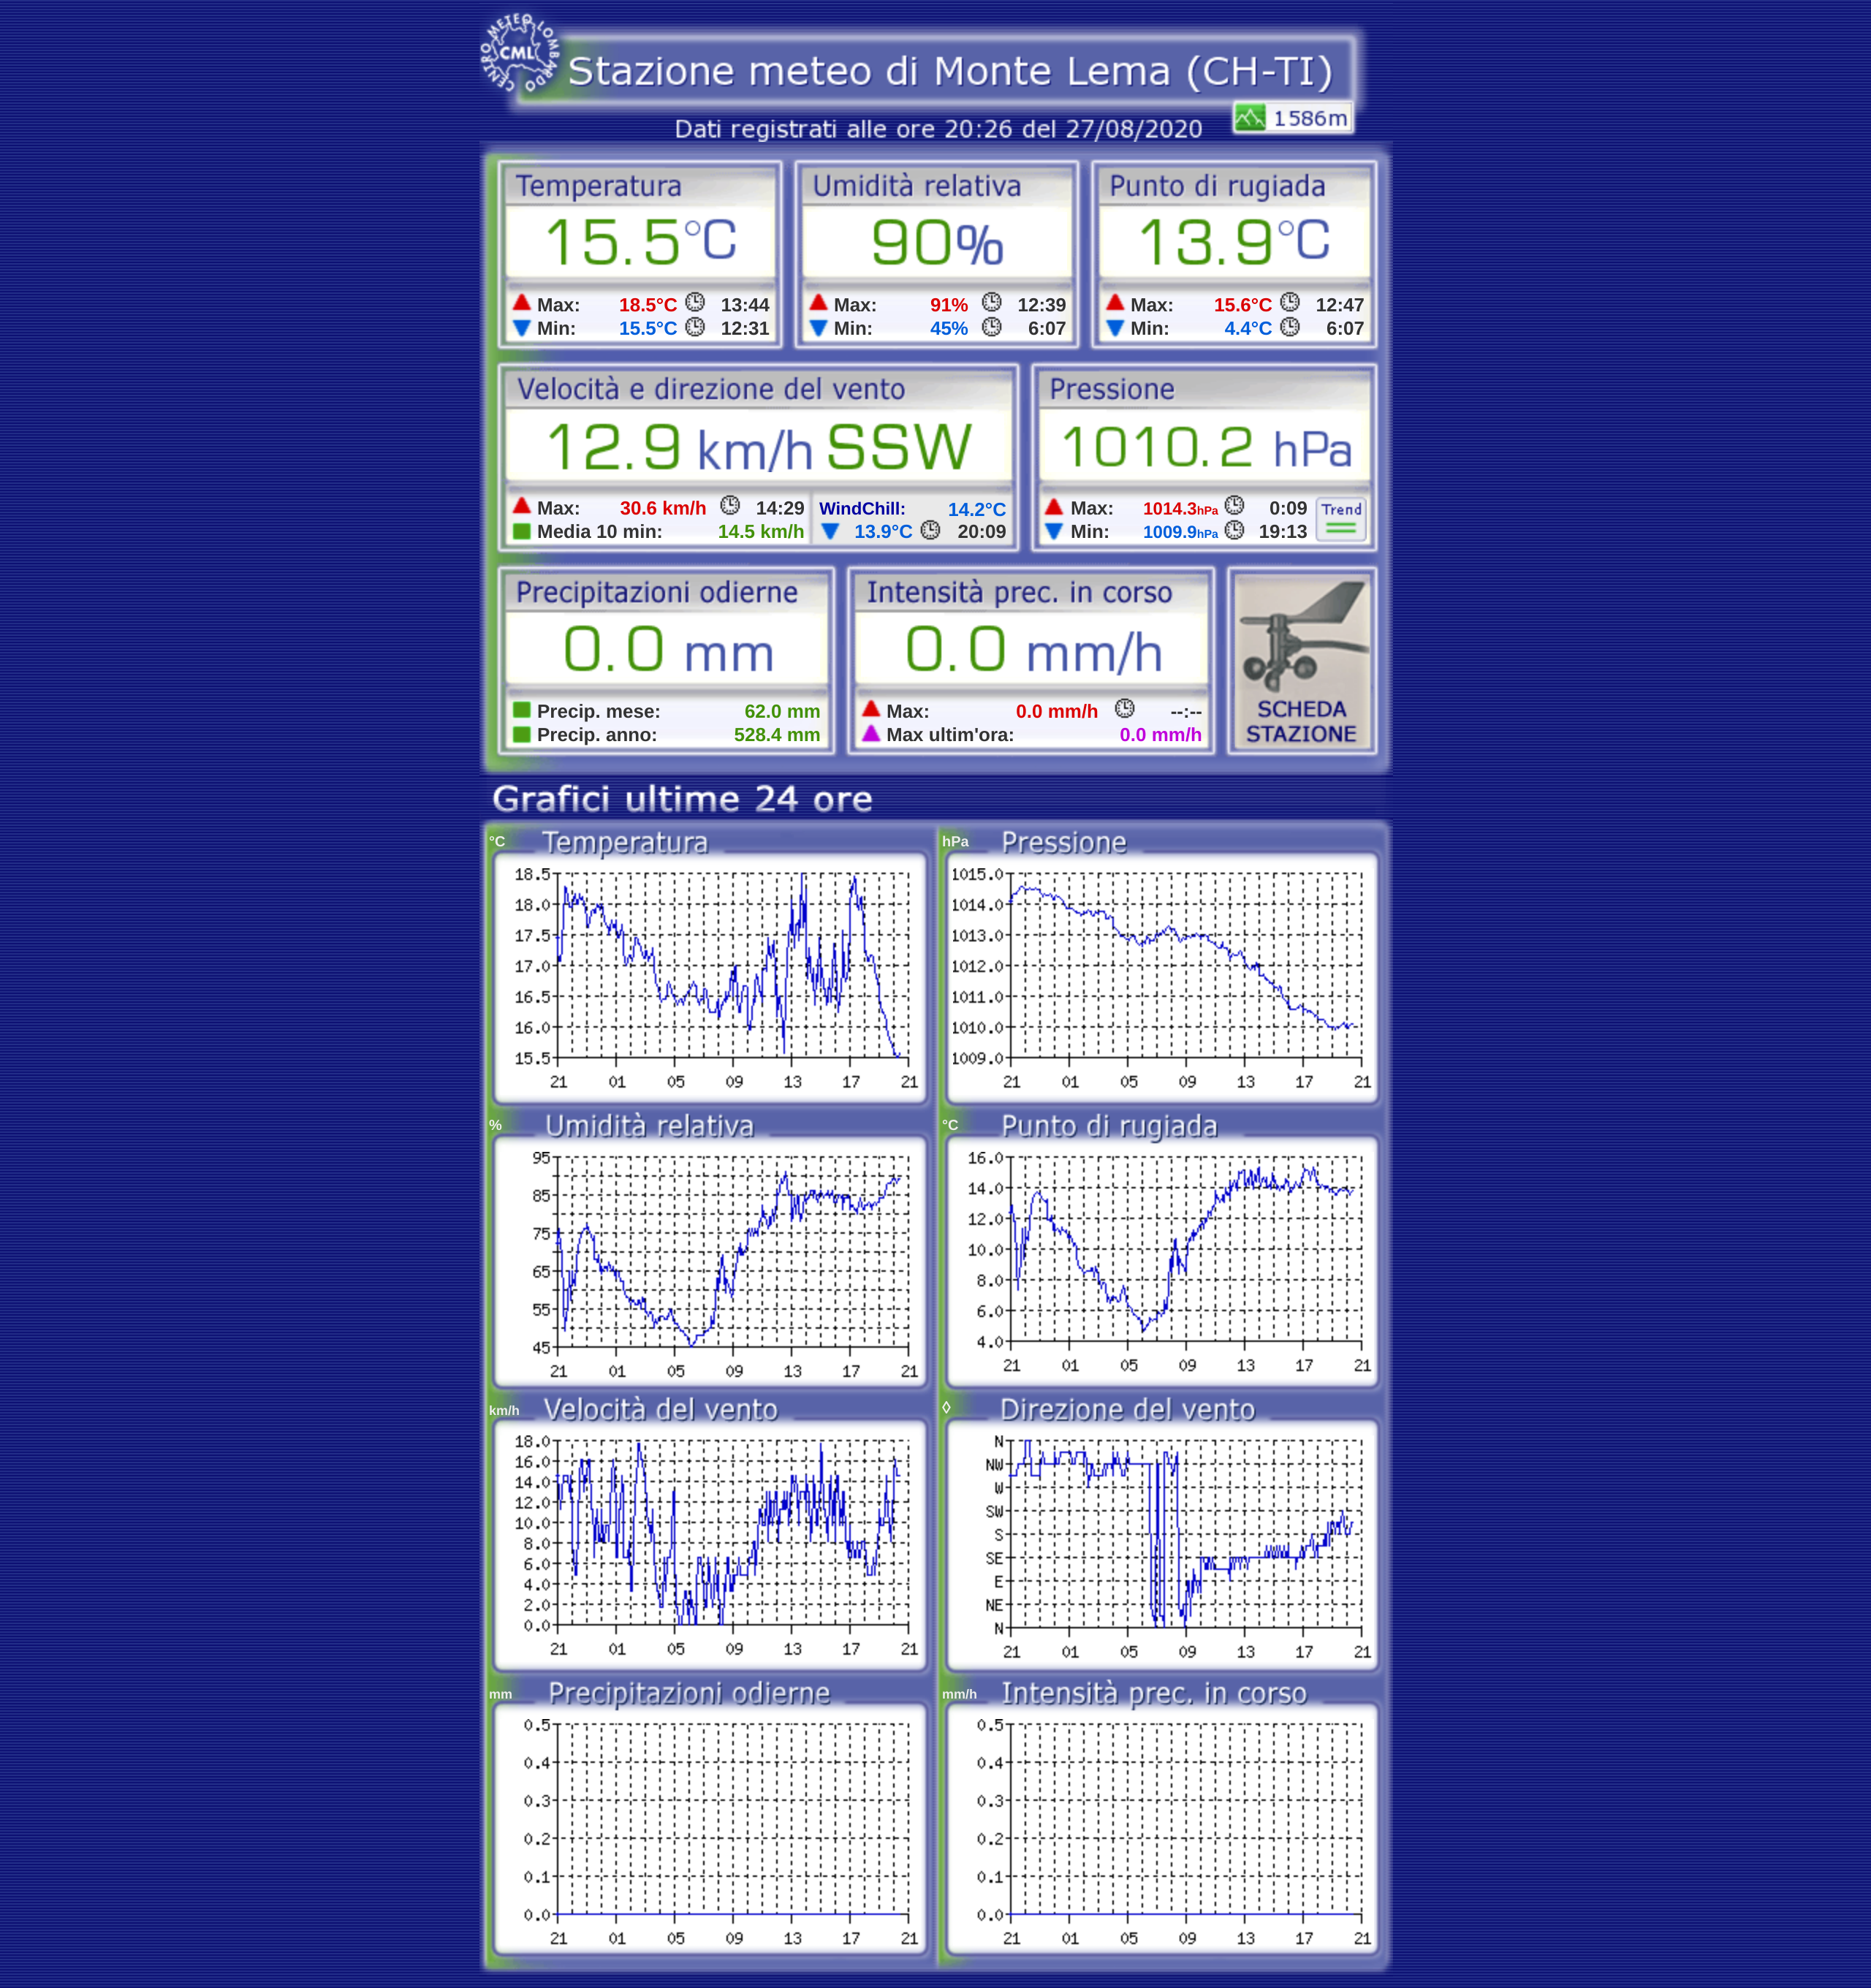 CENTRO METEO LOMBARDO
CML
Stazione meteo di Monte Lema (CH-TI)
1586m
Dati registrati alle ore 20:26 del 27/08/2020
Temperatura Umidità relativa Punto di rugiada
15.5°C 90% 13.9°C
Max: 18.5°C 13:44 Max: 91% 12:39 Max: 15.6°C 12:47
Min: 15.5°C 12:31 Min: 45% 6:07 Min: 4.4°C 6:07
Velocità e direzione del vento Pressione
12.9 km/h SSW 1010.2 hPa
Max: 30.6 km/h 14:29 WindChill: 14.2°C Max: 1014.3hPa 0:09 Trend
Media 10 min: 14.5 km/h 13.9°C 20:09 Min: 1009.9hPa 19:13
Precipitazioni odierne Intensità prec. in corso
0.0 mm 0.0 mm/h
Precip. mese: 62.0 mm Max: 0.0 mm/h --:-- SCHEDA
Precip. anno: 528.4 mm Max ultim'ora: 0.0 mm/h STAZIONE
Grafici ultime 24 ore
°C Temperatura
18.5
18.0
17.5
17.0
16.5
16.0
15.5
21 01 05 09 13 17 21
hPa Pressione
1015.0
1014.0
1013.0
1012.0
1011.0
1010.0
1009.0
21 01 05 09 13 17 21
% Umidità relativa
95
85
75
65
55
45
21 01 05 09 13 17 21
°C Punto di rugiada
16.0
14.0
12.0
10.0
8.0
6.0
4.0
21 01 05 09 13 17 21
km/h Velocità del vento
18.0
16.0
14.0
12.0
10.0
8.0
6.0
4.0
2.0
0.0
21 01 05 09 13 17 21
◊ Direzione del vento
N
NW
W
SW
S
SE
E
NE
N
21 01 05 09 13 17 21
mm Precipitazioni odierne
0.5
0.4
0.3
0.2
0.1
0.0
21 01 05 09 13 17 21
mm/h Intensità prec. in corso
0.5
0.4
0.3
0.2
0.1
0.0
21 01 05 09 13 17 21